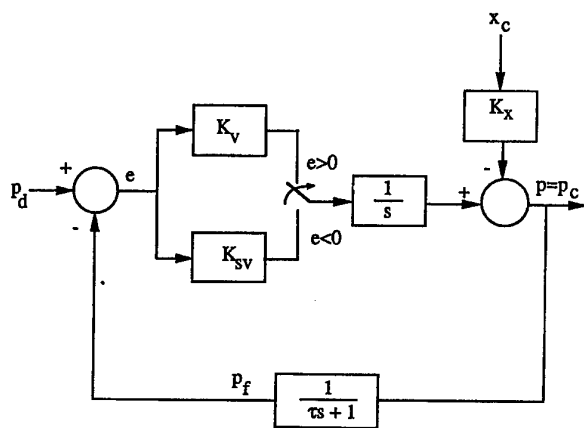 x_c
K_x
K_v
e>0
p_d
+
e
-
1
s
+
-
p=p_c
e<0
K_sv
p_f
1
τs + 1